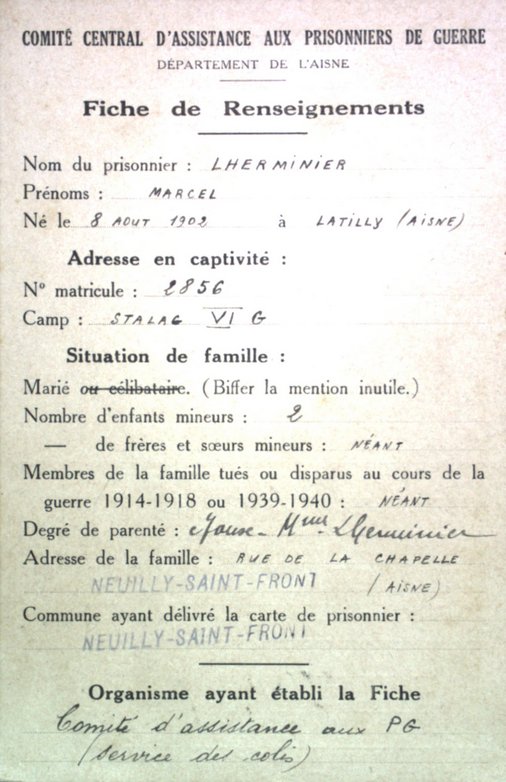 COMITÉ CENTRAL D'ASSISTANCE AUX PRISONNIERS DE GUERRE
DÉPARTEMENT DE L'AISNE
Fiche de Renseignements
Nom du prisonnier : LHERMINIER
Prénoms : MARCEL
Né le 8 AOUT 1902 à LATILLY (AISNE)
Adresse en captivité :
N° matricule : 2856
Camp : STALAG VI G
Situation de famille :
Marié ou célibataire. (Biffer la mention inutile.)
Nombre d'enfants mineurs : 2
— de frères et sœurs mineurs : NÉANT
Membres de la famille tués ou disparus au cours de la
guerre 1914-1918 ou 1939-1940 : NÉANT
Degré de parenté : épouse - Mme Lherminier
Adresse de la famille : RUE DE LA CHAPELLE
NEUILLY-SAINT-FRONT (AISNE)
Commune ayant délivré la carte de prisonnier :
NEUILLY-SAINT-FRONT
Organisme ayant établi la Fiche
Comité d'assistance aux PG
(service des colis)